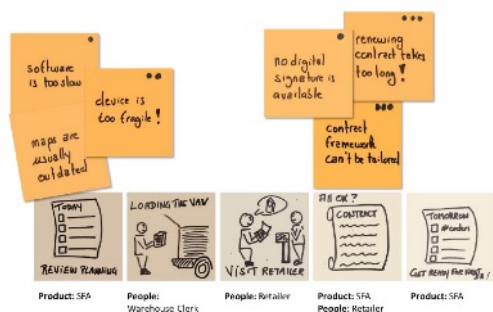 software
is too slow
maps are
usually
outdated
device is
too fragile!
no digital
signature is
available
renewing
contract takes
too long!
contract
framework
can't be tailored
TODAY
REVIEW PLANNING
LOADING THE VAN
VISIT RETAILER
ALL OK?
CONTRACT
TOMORROW
GET READY FOR
Product: SFA
People:
Warehouse Clerk
People: Retailer
Product: SFA
People: Retailer
Product: SFA